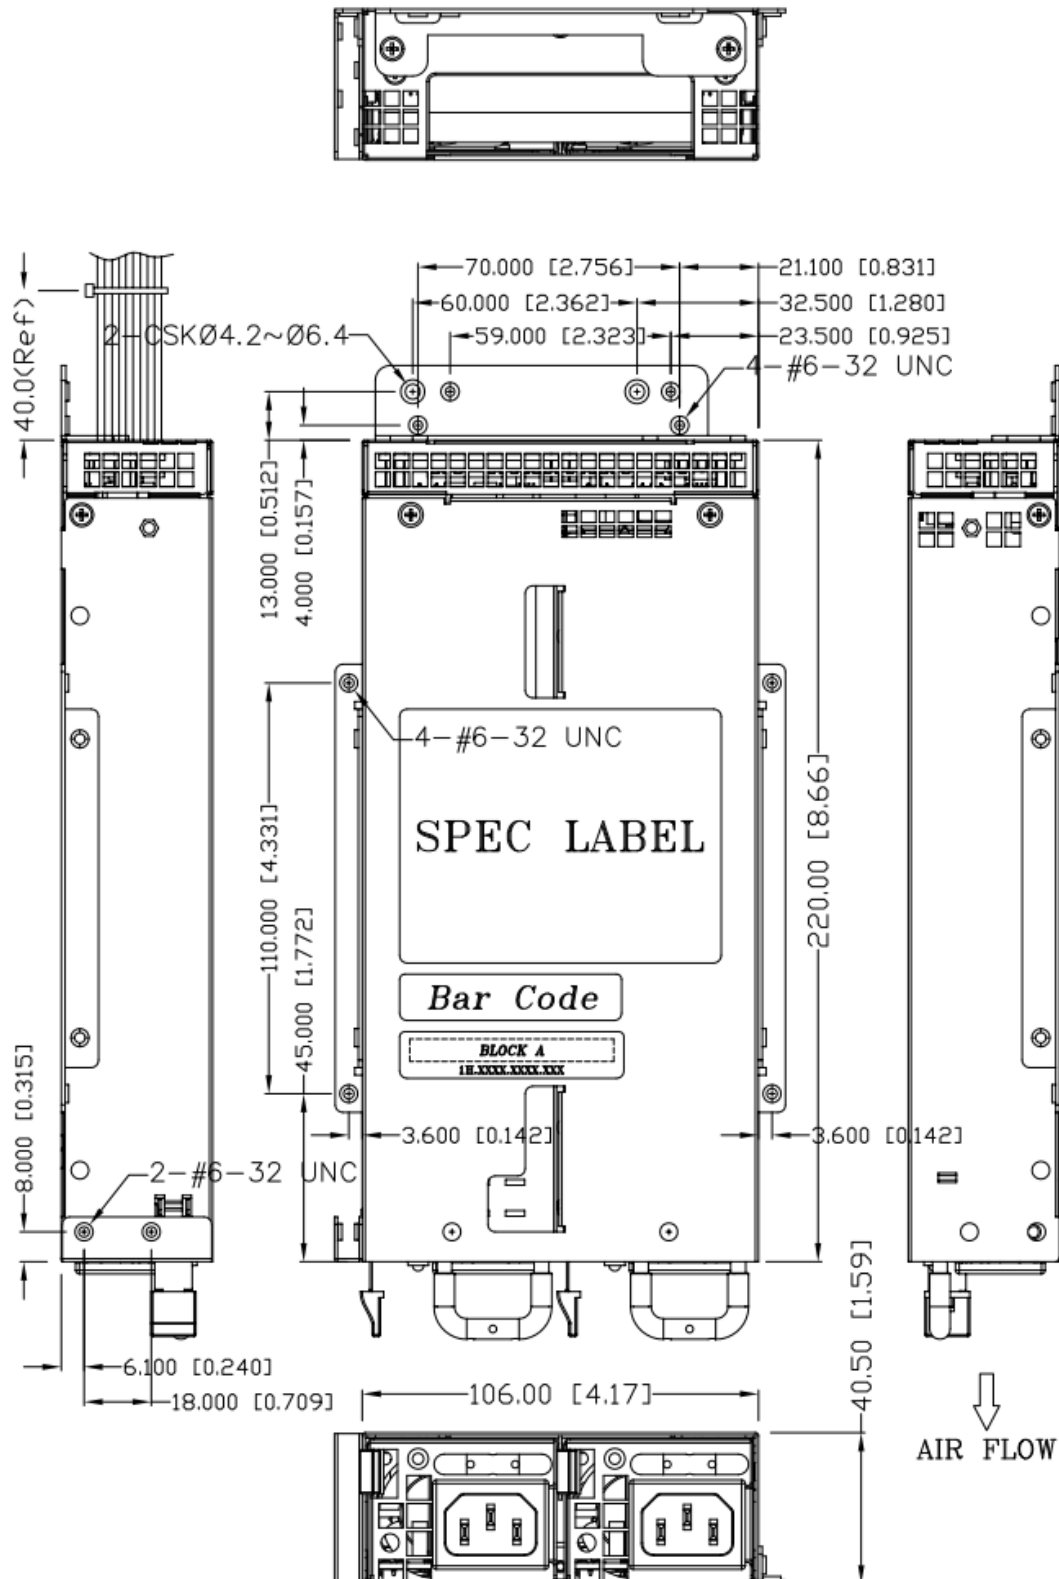 70.000 [2.756]
21.100 [0.831]
60.000 [2.362]
32.500 [1.280]
2-CSKØ4.2~Ø6.4
59.000 [2.323]
23.500 [0.925]
4-#6-32 UNC
40.0(Ref)
13.000 [0.512]
4.000 [0.157]
4-#6-32 UNC
SPEC LABEL
220.00 [8.66]
110.000 [4.331]
45.000 [1.772]
Bar Code
BLOCK A
1H.XXXX.XXXX.XXX
8.000 [0.315]
3.600 [0.142]
3.600 [0.142]
2-#6-32 UNC
6.100 [0.240]
18.000 [0.709]
106.00 [4.17]
40.50 [1.59]
AIR FLOW